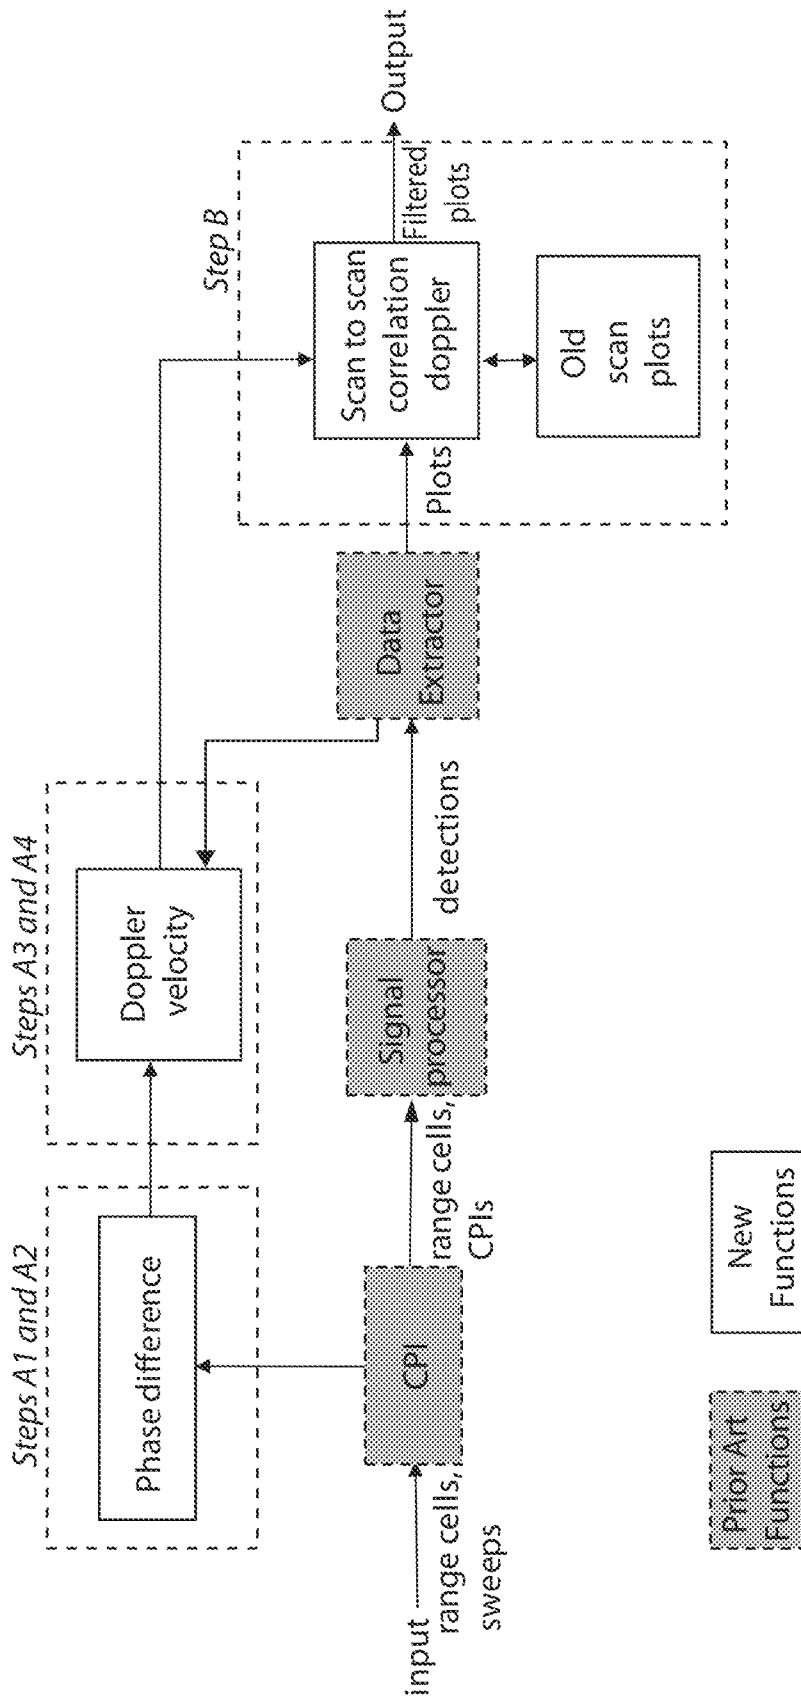 Steps A1 and A2
Steps A3 and A4
Step B
Phase difference
Doppler
velocity
input
range cells,
sweeps
CPI
range cells,
CPIs
Signal
processor
detections
Data
Extractor
Plots
Scan to scan
correlation
doppler
Filtered
plots
Output
Old
scan
plots
Prior Art
Functions
New
Functions